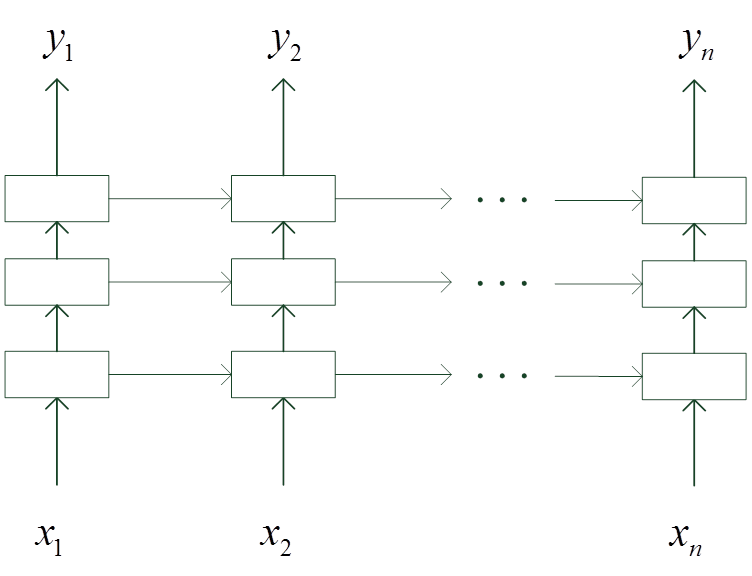 y₁ y₂ yₙ
. . .
. . .
. . .
x₁ x₂ xₙ